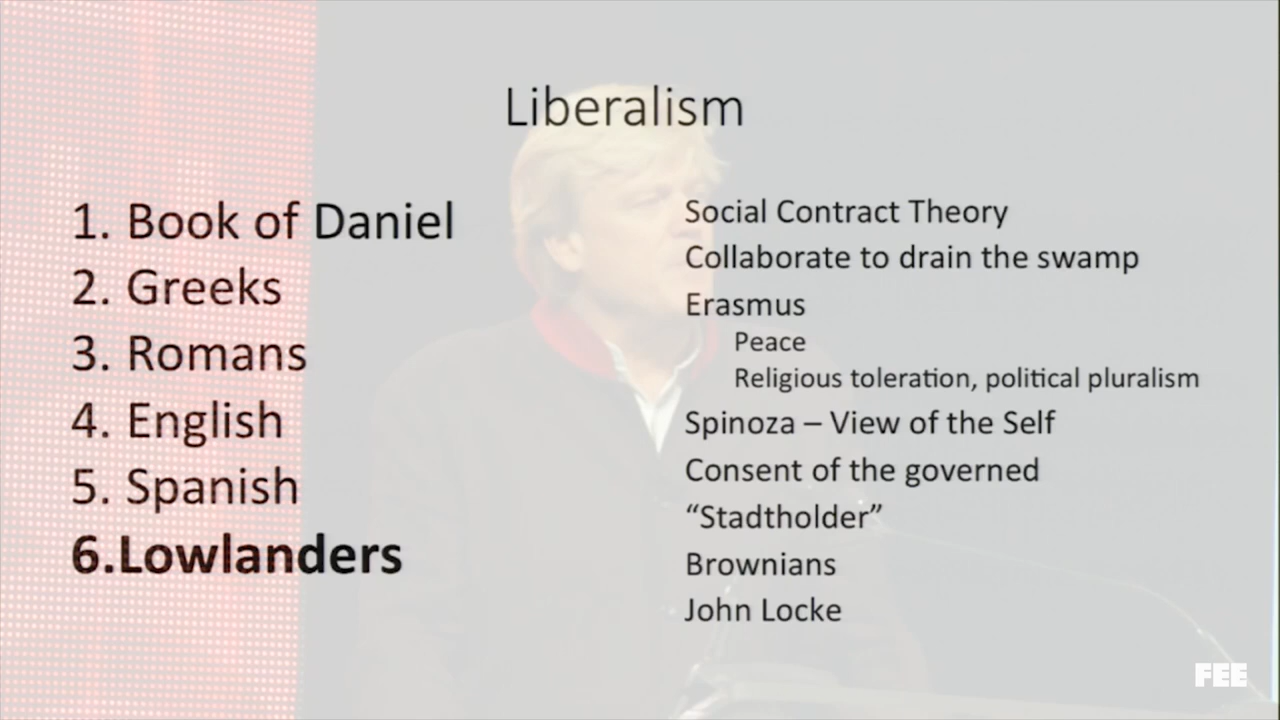 Liberalism
1. Book of Daniel
2. Greeks
3. Romans
4. English
5. Spanish
6.Lowlanders
Social Contract Theory
Collaborate to drain the swamp
Erasmus
Peace
Religious toleration, political pluralism
Spinoza – View of the Self
Consent of the governed
“Stadtholder”
Brownians
John Locke
FEE